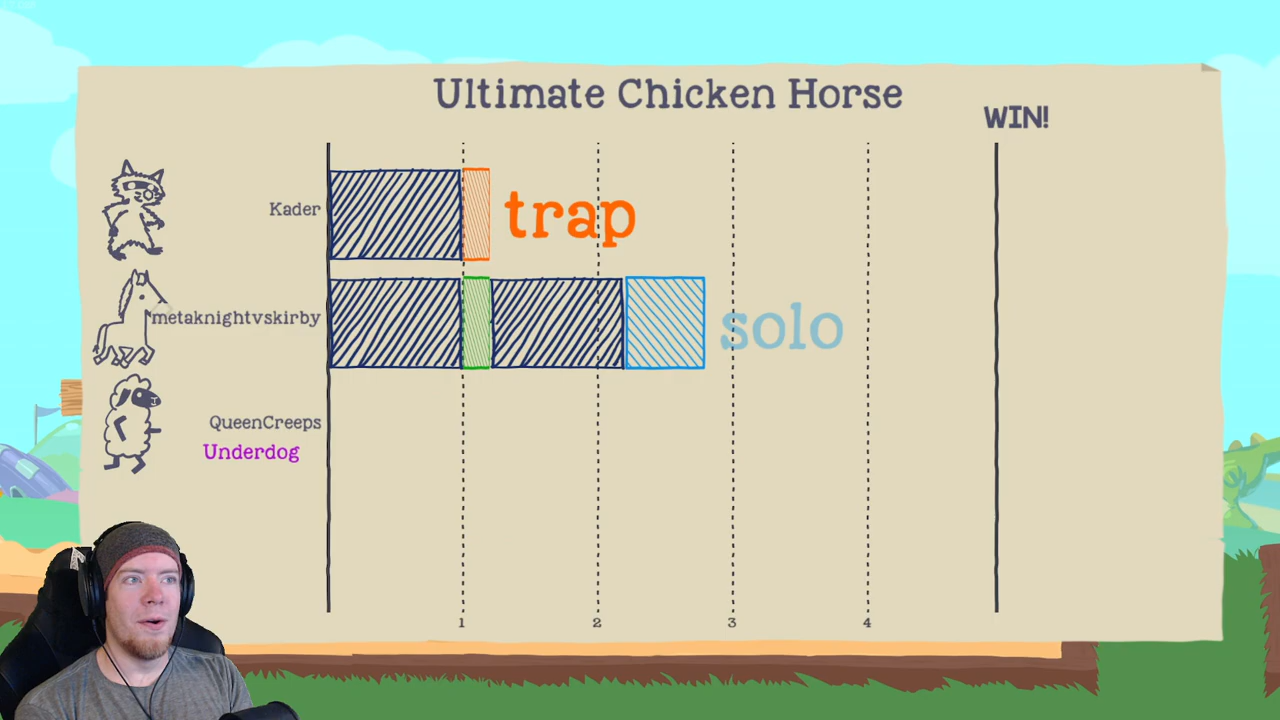 Ultimate Chicken Horse
WIN!
Kader
trap
metaknightvskirby
solo
QueenCreeps
Underdog
1 2 3 4